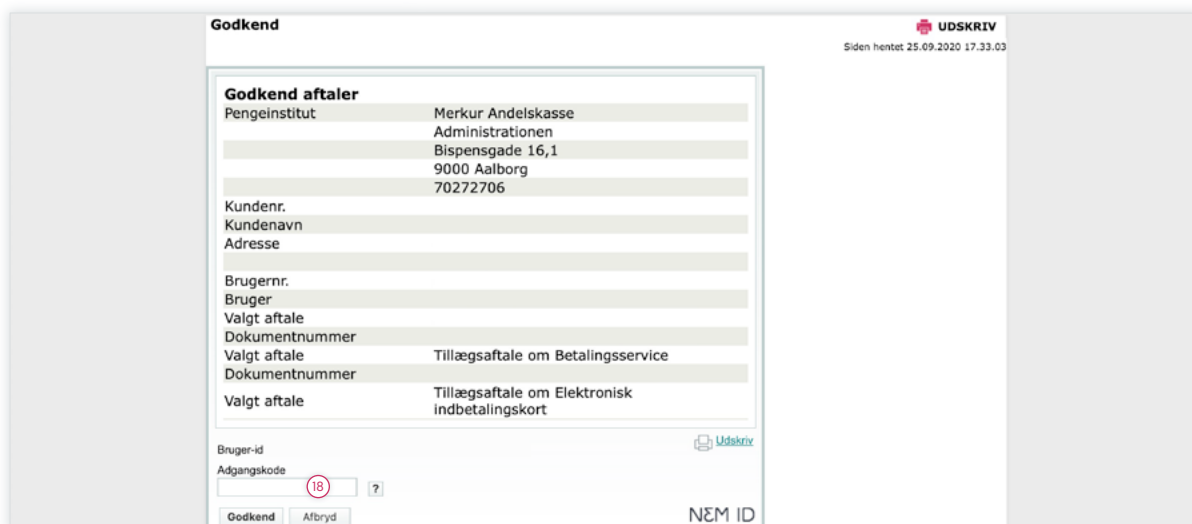 Godkend
UDSKRIV
Siden hentet 25.09.2020 17.33.03
Godkend aftaler
Pengeinstitut Merkur Andelskasse
Administrationen
Bispensgade 16,1
9000 Aalborg
70272706
Kundenr.
Kundenavn
Adresse
Brugernr.
Bruger
Valgt aftale
Dokumentnummer
Valgt aftale Tillægsaftale om Betalingsservice
Dokumentnummer
Valgt aftale Tillægsaftale om Elektronisk
indbetalingskort
Udskriv
Bruger-id
Adgangskode
18 ?
Godkend Afbryd NEM ID